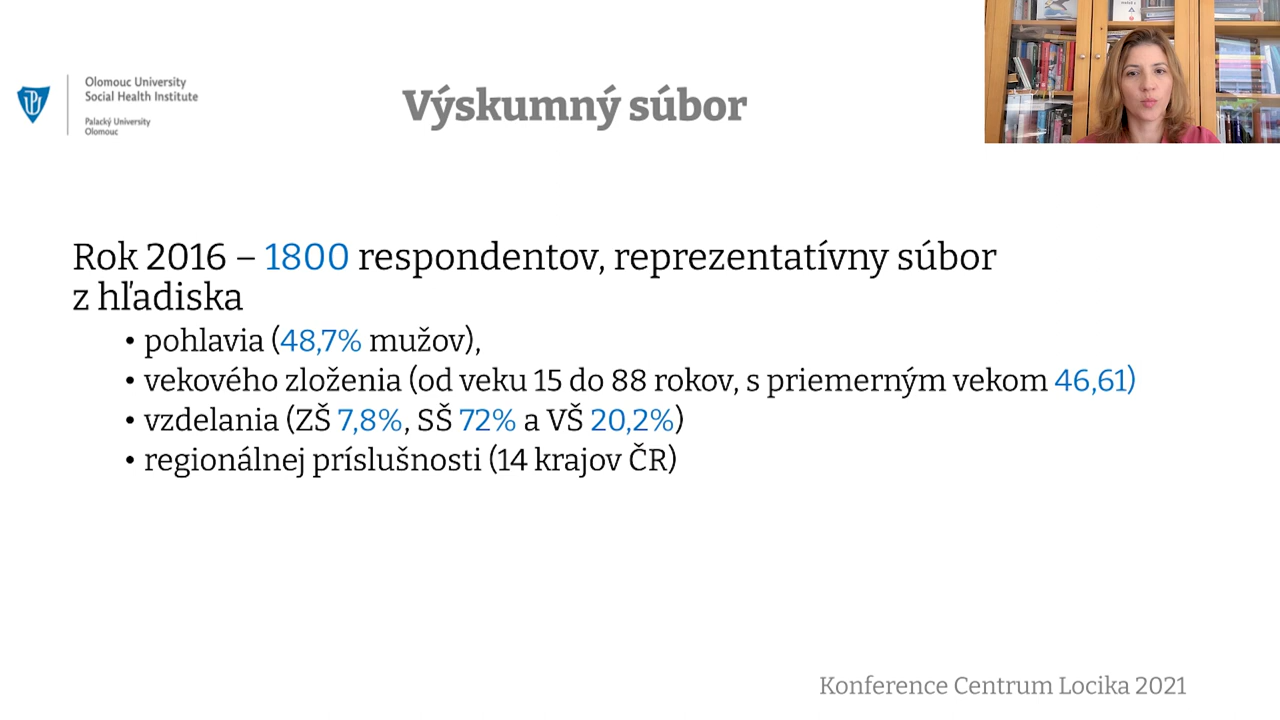 Olomouc University
Social Health Institute
Palacký University
Olomouc
Výskumný súbor
Rok 2016 – 1800 respondentov, reprezentatívny súbor
z hľadiska
• pohlavia (48,7% mužov),
• vekového zloženia (od veku 15 do 88 rokov, s priemerným vekom 46,61)
• vzdelania (ZŠ 7,8%, SŠ 72% a VŠ 20,2%)
• regionálnej príslušnosti (14 krajov ČR)
Konference Centrum Locika 2021